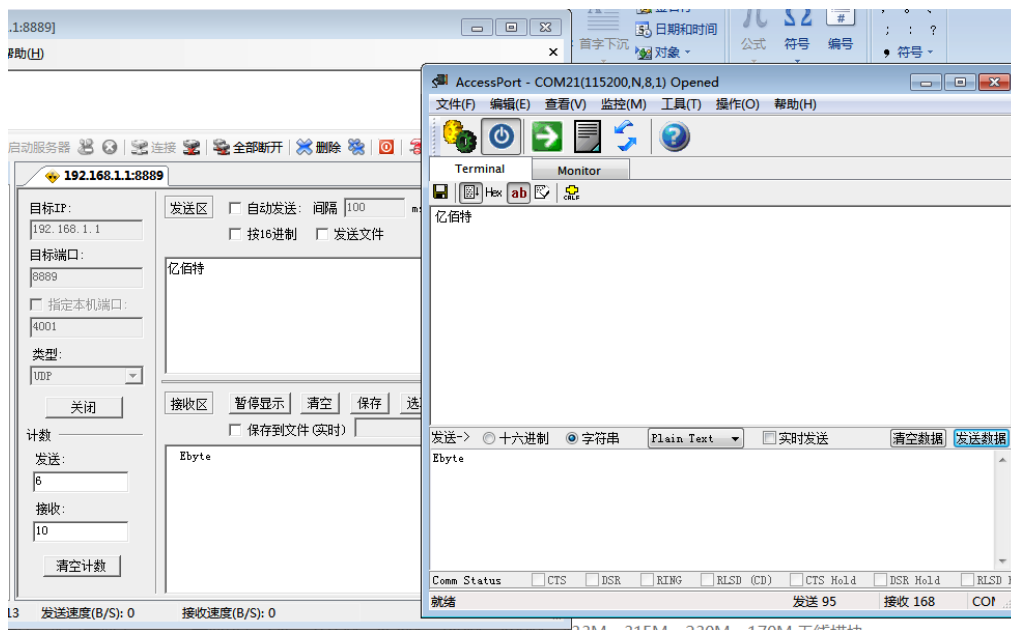 .1:8889]
帮助(H)
日期和时间
首字下沉
对象
公式
符号
编号
符号
启动服务器
连接
全部断开
删除
192.168.1.1:8889
目标IP:
192.168.1.1
目标端口:
8889
指定本机端口:
4001
类型:
UDP
关闭
计数
发送:
6
接收:
10
清空计数
发送区
自动发送: 间隔 100
按16进制
发送文件
亿佰特
接收区
暂停显示
清空
保存
保存到文件(实时)
Ebyte
13 发送速度(B/S): 0 接收速度(B/S): 0
AccessPort - COM21(115200,N,8,1) Opened
文件(F) 编辑(E) 查看(V) 监控(M) 工具(T) 操作(O) 帮助(H)
Terminal Monitor
Hex ab
亿佰特
发送-> 十六进制 字符串 Plain Text 实时发送 清空数据 发送数据
Ebyte
Comm Status CTS DSR RING RLSD (CD) CTS Hold DSR Hold RLSD
就绪 发送 95 接收 168